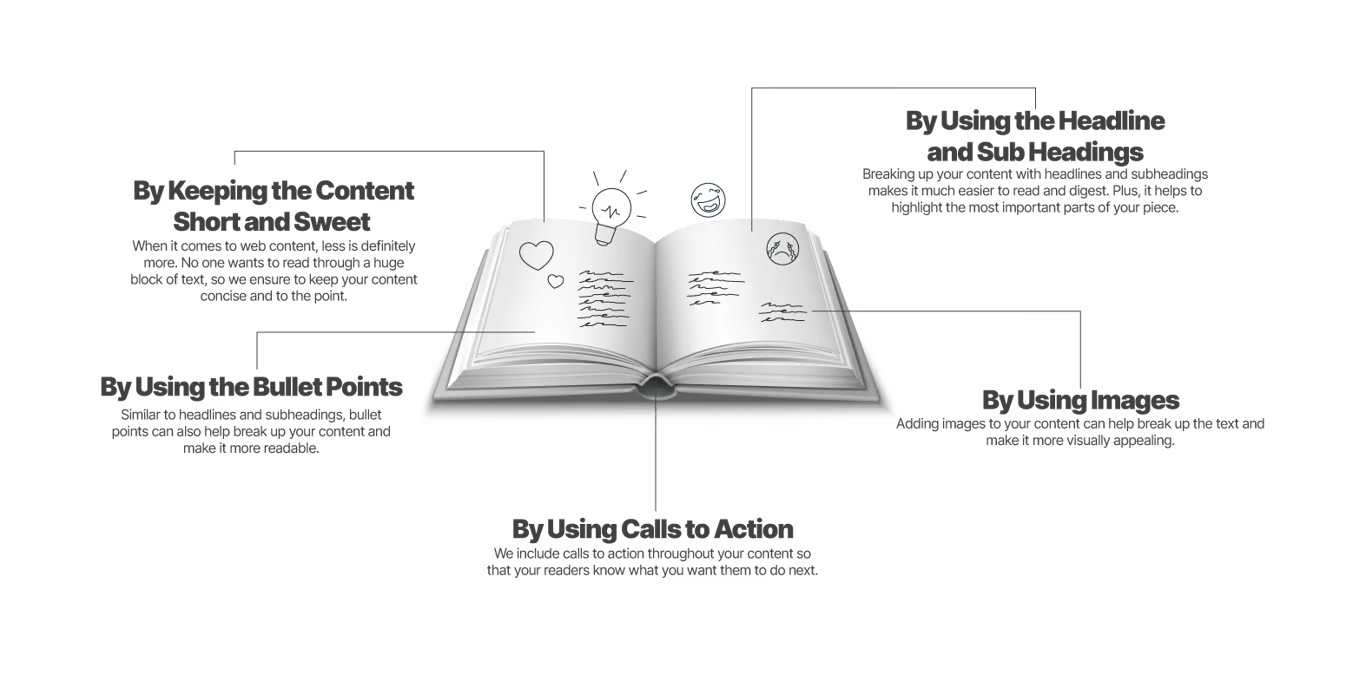 By Using the Headline
and Sub Headings
Breaking up your content with headlines and subheadings
makes it much easier to read and digest. Plus, it helps to
highlight the most important parts of your piece.
By Keeping the Content
Short and Sweet
When it comes to web content, less is definitely
more. No one wants to read through a huge
block of text, so we ensure to keep your content
concise and to the point.
By Using the Bullet Points
Similar to headlines and subheadings, bullet
points can also help break up your content and
make it more readable.
By Using Images
Adding images to your content can help break up the text and
make it more visually appealing.
By Using Calls to Action
We include calls to action throughout your content so
that your readers know what you want them to do next.